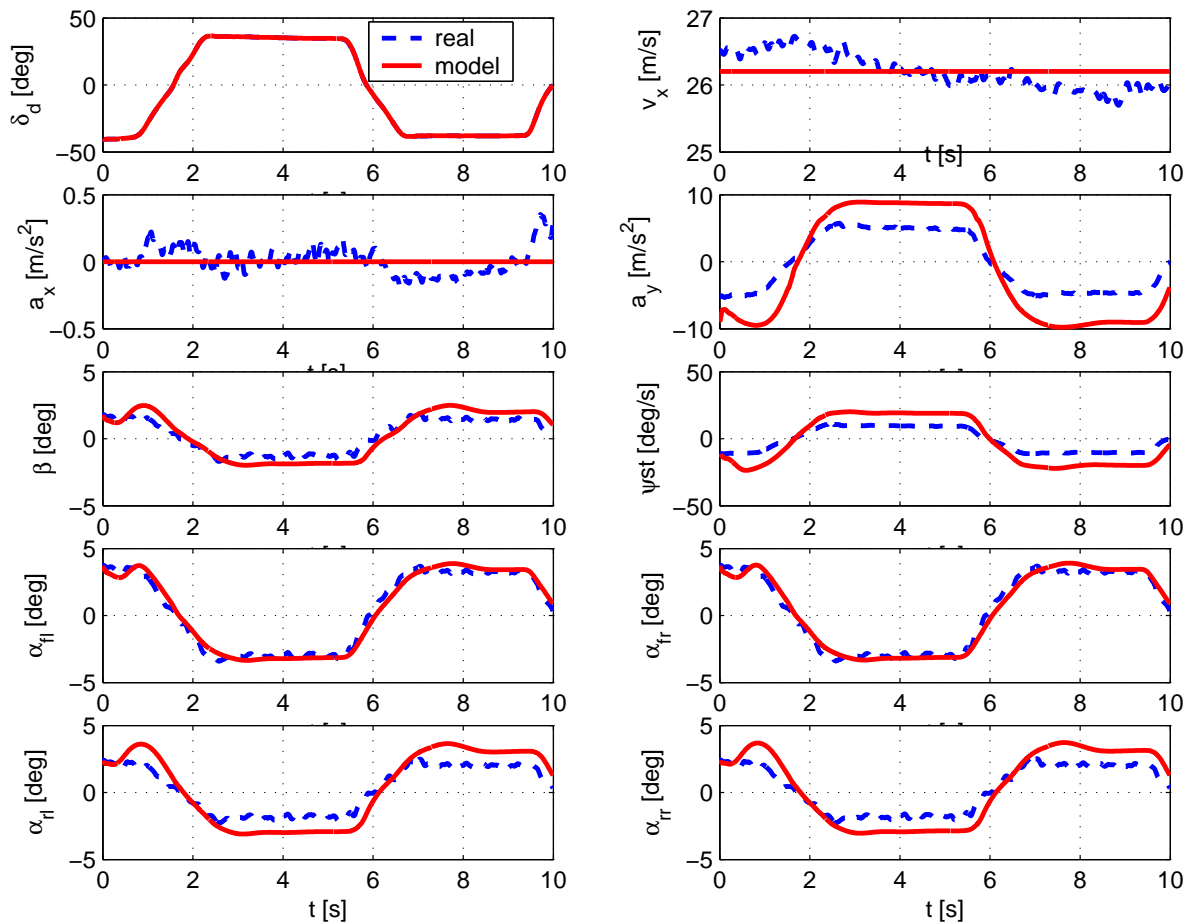 50
0
−50
δ_d [deg]
0 2 4 6 8 10
real
model
27
26
25
v_x [m/s]
t [s]
0 2 4 6 8 10
0.5
0
−0.5
a_x [m/s²]
0 2 4 6 8 10
t [s]
10
0
−10
a_y [m/s²]
0 2 4 6 8 10
5
0
−5
β [deg]
0 2 4 6 8 10
50
0
−50
ψst [deg/s]
0 2 4 6 8 10
5
0
−5
α_fl [deg]
0 2 4 6 8 10
5
0
−5
α_fr [deg]
0 2 4 6 8 10
5
0
−5
α_rl [deg]
0 2 4 6 8 10
t [s]
5
0
−5
α_rr [deg]
0 2 4 6 8 10
t [s]